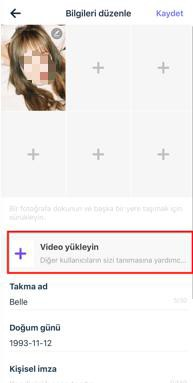 Bilgileri düzenle
Kaydet
Bir fotoğrafa dokunun ve başka bir yere taşımak için
sürükleyin.
Video yükleyin
Diğer kullanıcıların sizi tanımasına yardımc...
Takma ad
Belle
5/30
Doğum günü
1993-11-12
Kişisel imza